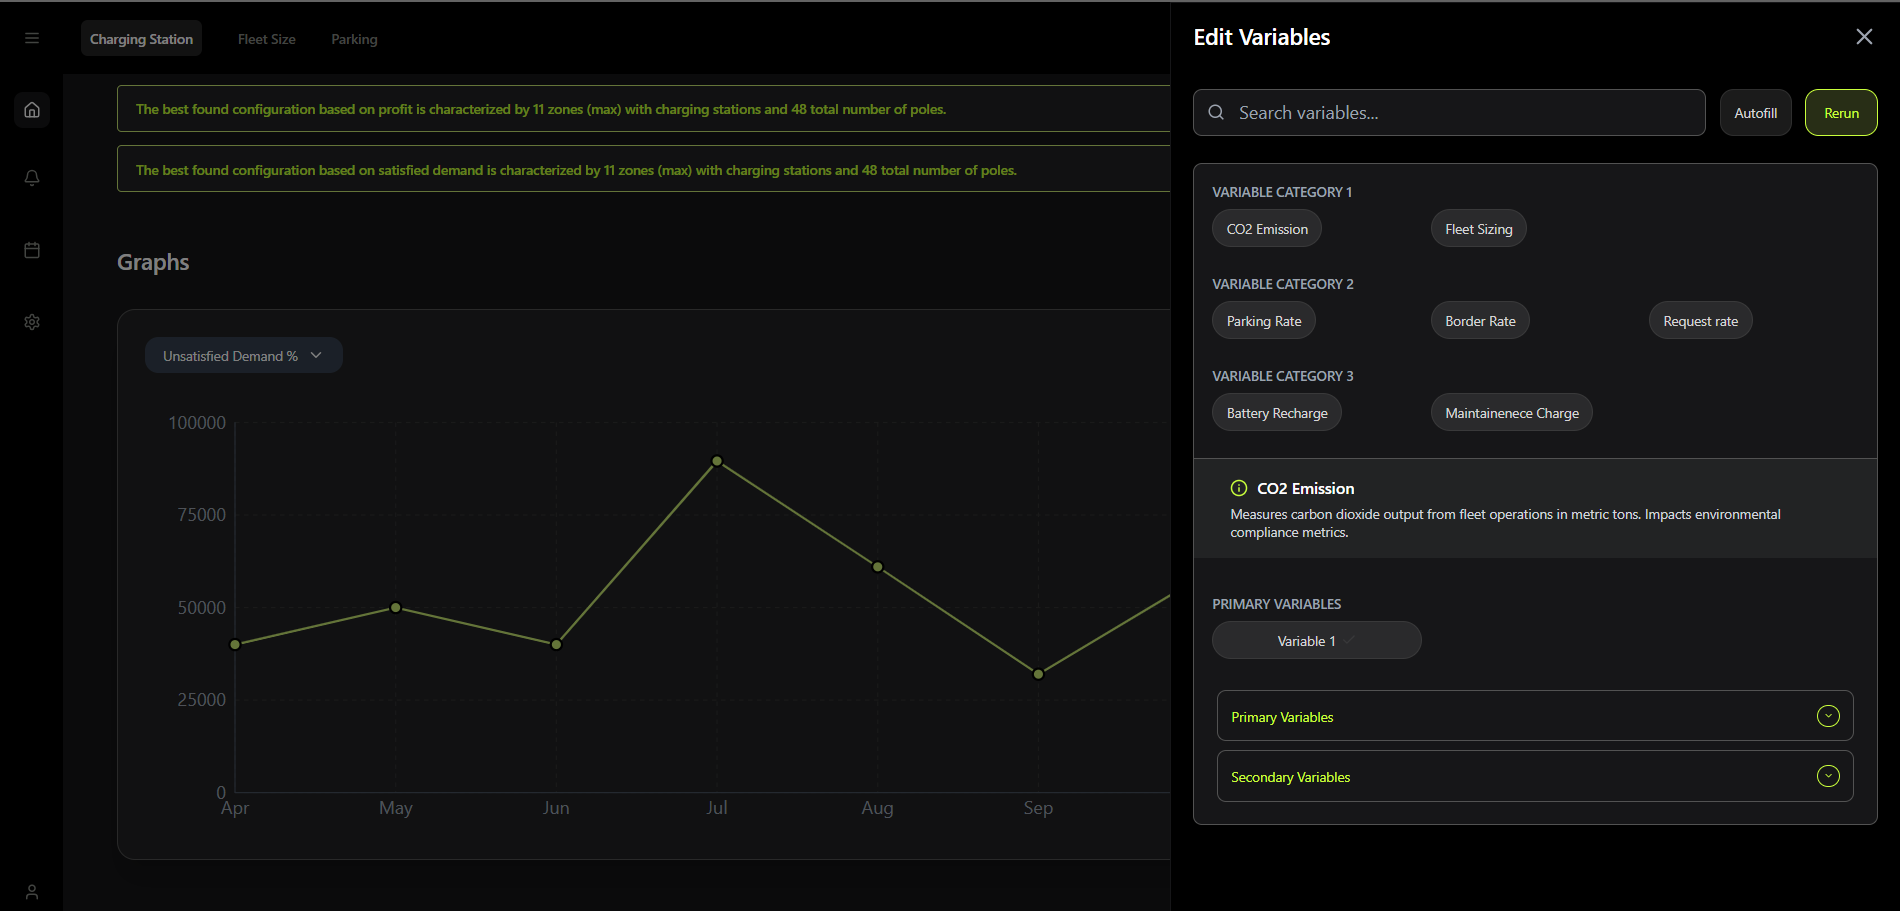 Charging Station
Fleet Size
Parking
The best found configuration based on profit is characterized by 11 zones (max) with charging stations and 48 total number of poles.
The best found configuration based on satisfied demand is characterized by 11 zones (max) with charging stations and 48 total number of poles.
Graphs
Unsatisfied Demand %
100000
75000
50000
25000
0
Apr May Jun Jul Aug Sep
Edit Variables
Search variables...
Autofill
Rerun
VARIABLE CATEGORY 1
CO2 Emission
Fleet Sizing
VARIABLE CATEGORY 2
Parking Rate
Border Rate
Request rate
VARIABLE CATEGORY 3
Battery Recharge
Maintainenece Charge
CO2 Emission
Measures carbon dioxide output from fleet operations in metric tons. Impacts environmental
compliance metrics.
PRIMARY VARIABLES
Variable 1
Primary Variables
Secondary Variables